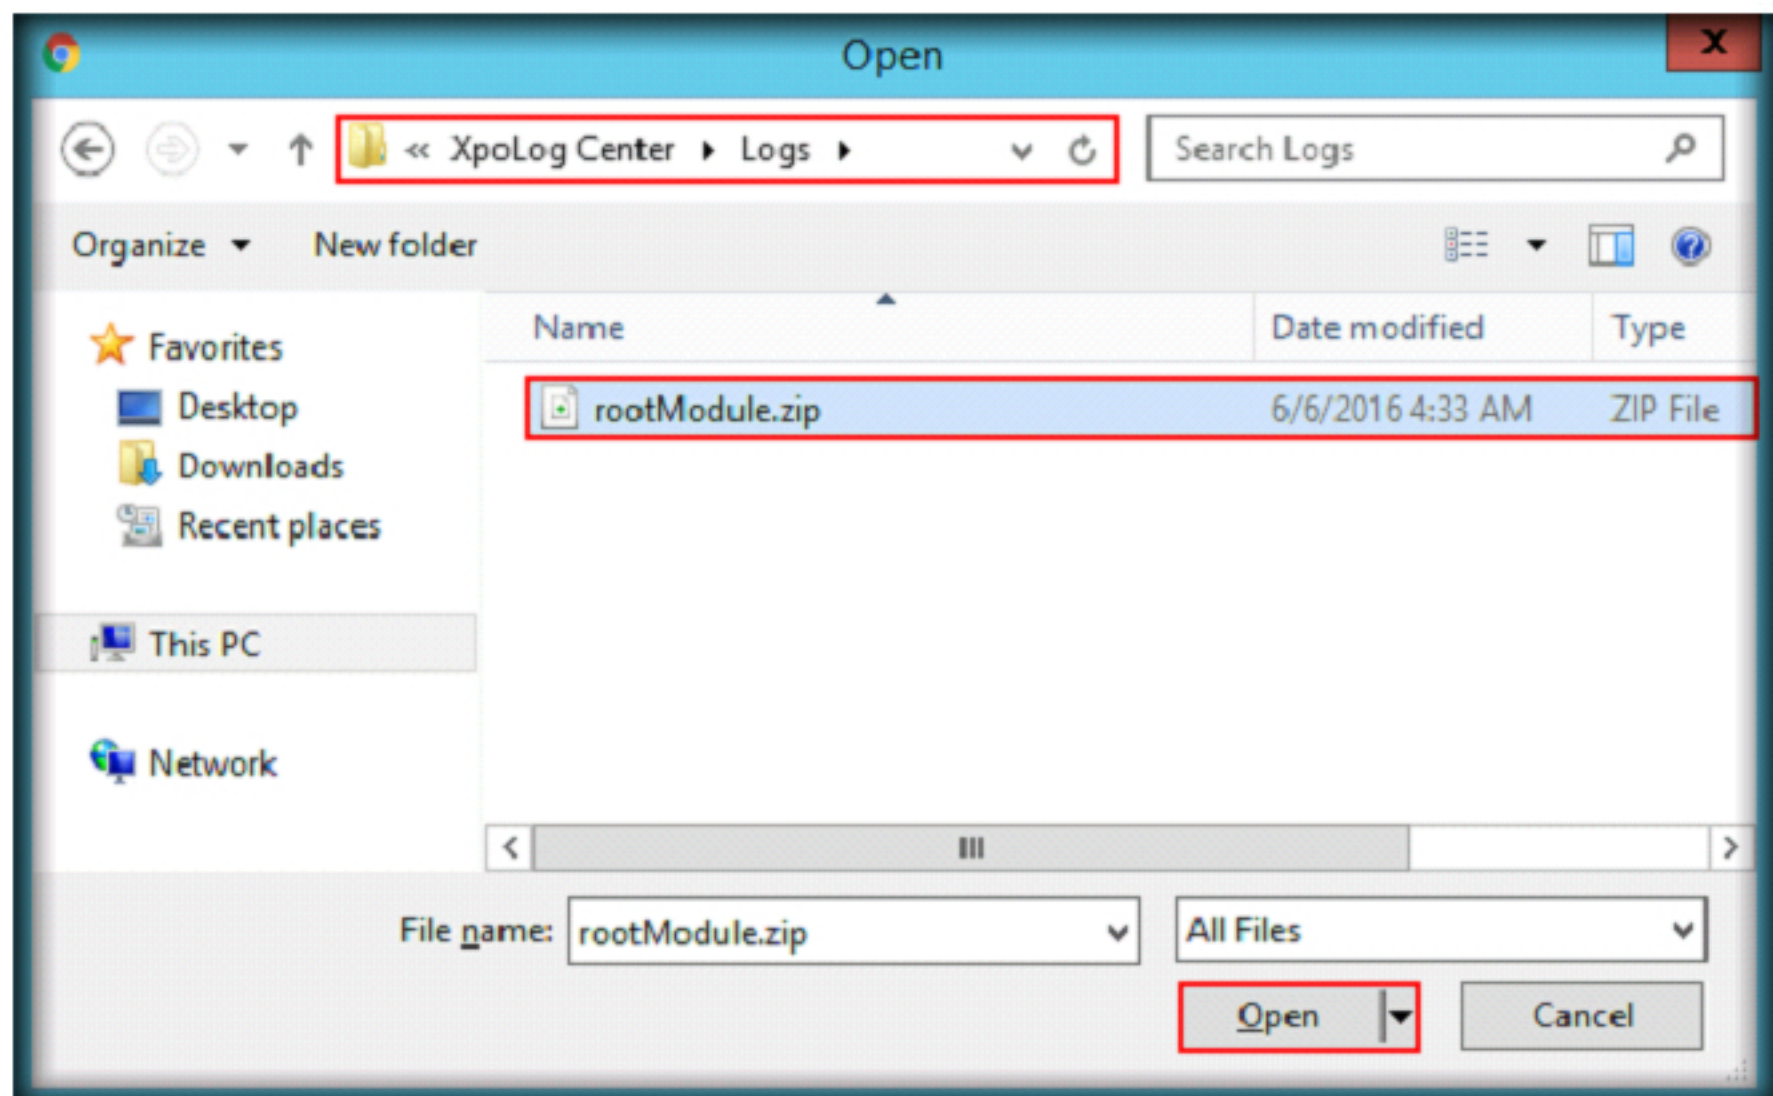 Open
x
« XpoLog Center Logs
Search Logs
Organize New folder
Name Date modified Type
Favorites
Desktop
Downloads
Recent places
This PC
Network
rootModule.zip 6/6/2016 4:33 AM ZIP File
File name: rootModule.zip All Files
Open Cancel